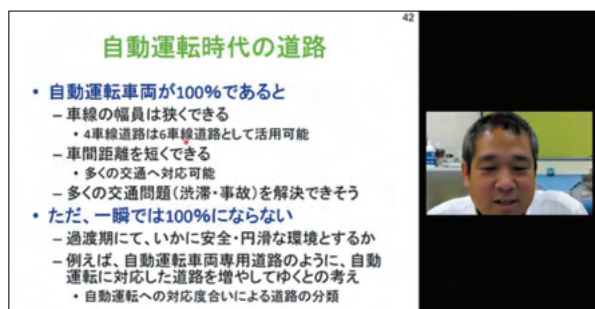 42
自動運転時代の道路
• 自動運転車両が100%であると
– 車線の幅員は狭くできる
• 4車線道路は6車線道路として活用可能
– 車間距離を短くできる
• 多くの交通へ対応可能
– 多くの交通問題（渋滞・事故）を解決できそう
• ただ、一瞬では100%にならない
– 過渡期にて、いかに安全・円滑な環境とするか
– 例えば、自動運転車両専用道路のように、自動
運転に対応した道路を増やしてゆくとの考え
• 自動運転への対応度合いによる道路の分類